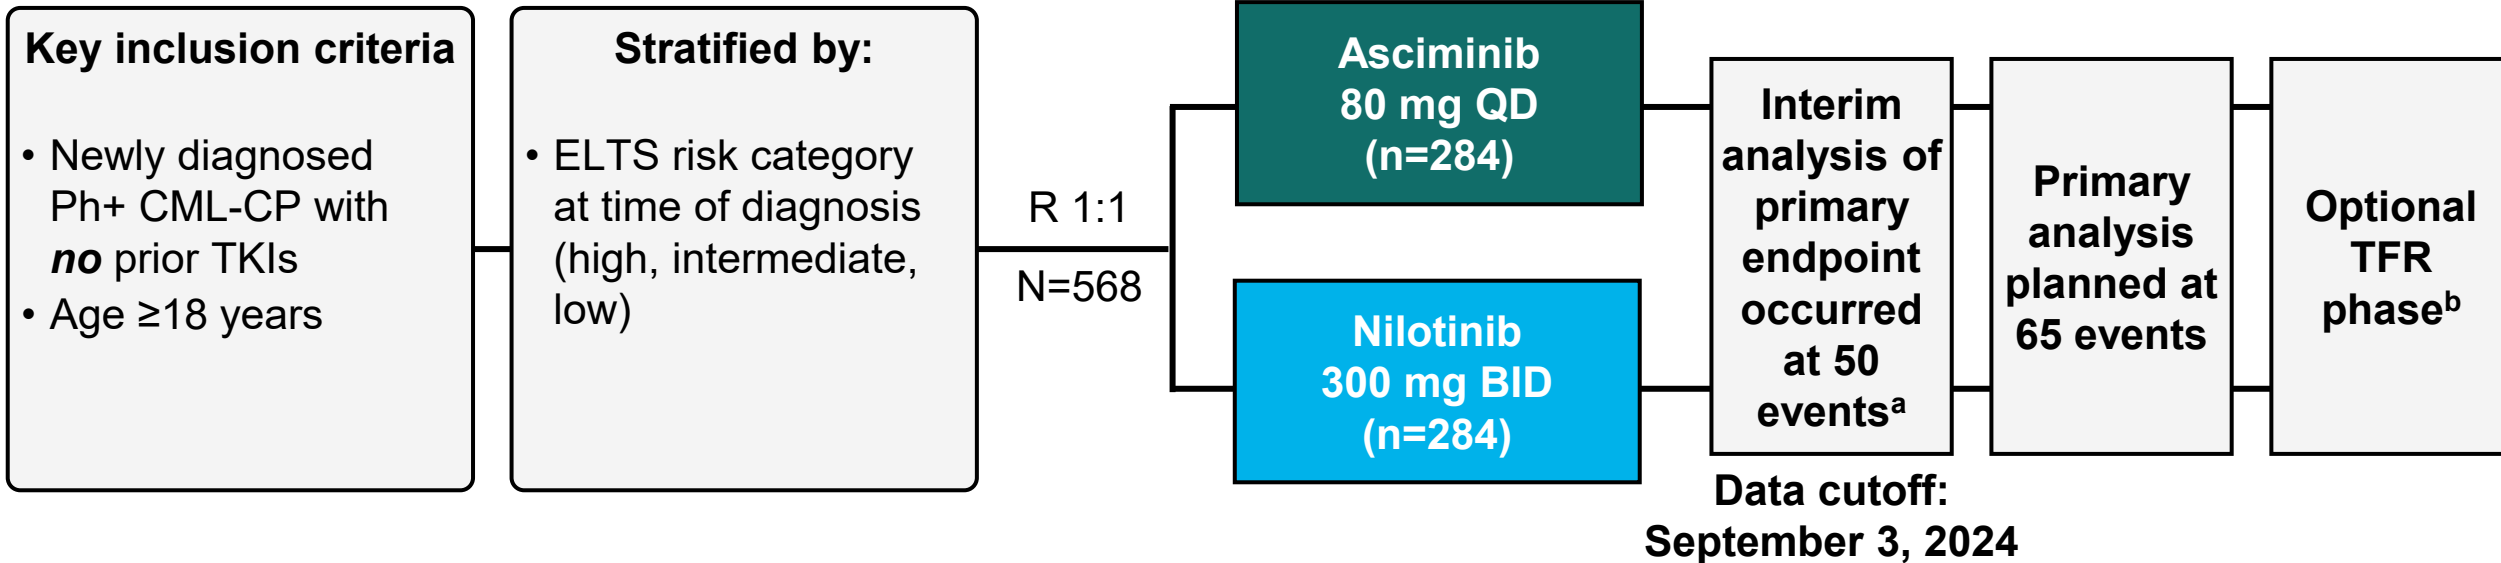 Key inclusion criteria
• Newly diagnosed
Ph+ CML-CP with
no prior TKIs
• Age ≥18 years
Stratified by:
• ELTS risk category
at time of diagnosis
(high, intermediate,
low)
R 1:1
N=568
Asciminib
80 mg QD
(n=284)
Nilotinib
300 mg BID
(n=284)
Interim
analysis of
primary
endpoint
occurred
at 50
eventsᵃ
Data cutoff:
September 3, 2024
Primary
analysis
planned at
65 events
Optional
TFR
phaseᵇ